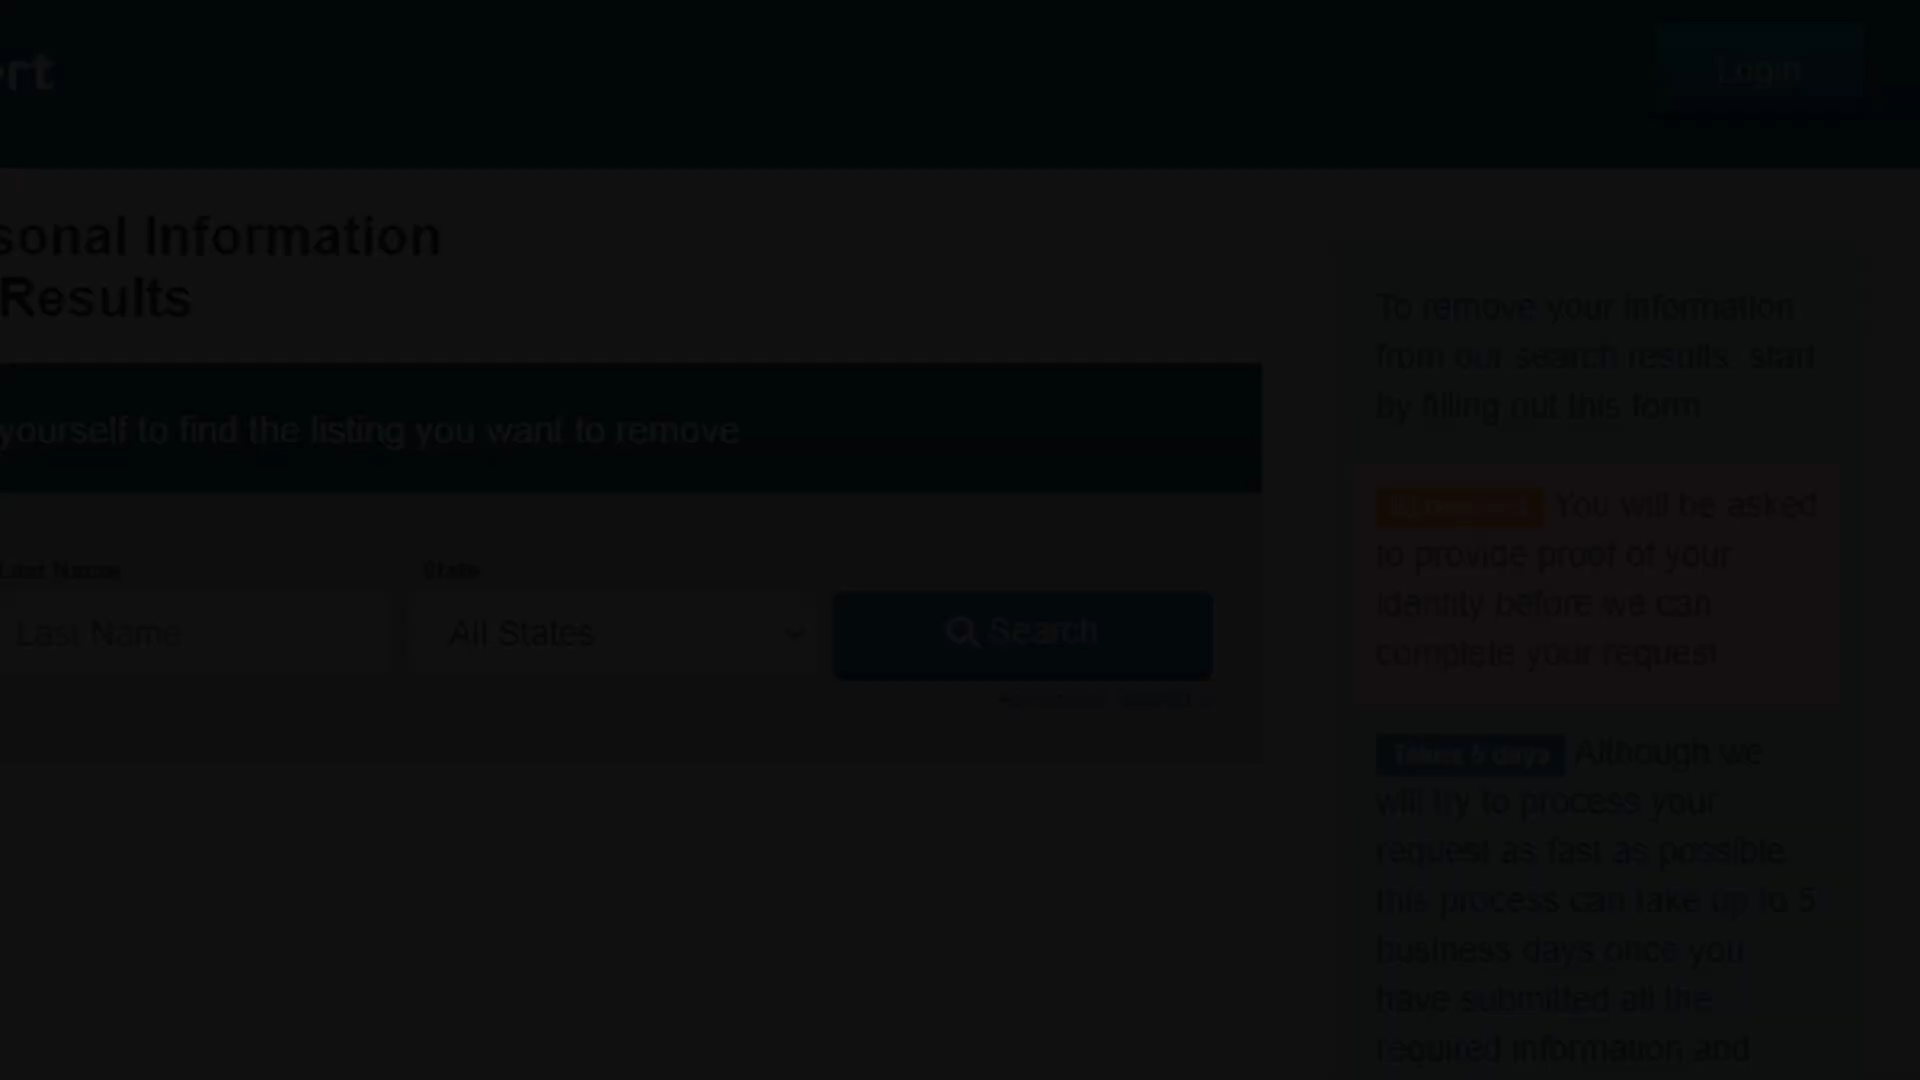 rt
Login
sonal Information
Results
yourself to find the listing you want to remove
Last Name
State
Last Name
All States
Search
To remove your information
from our search results, start
by filling out this form
You will be asked
to provide proof of your
identity before we can
complete your request
Takes 5 days Although we
will try to process your
request as fast as possible
this process can take up to 5
business days once you
have submitted all the
required information and